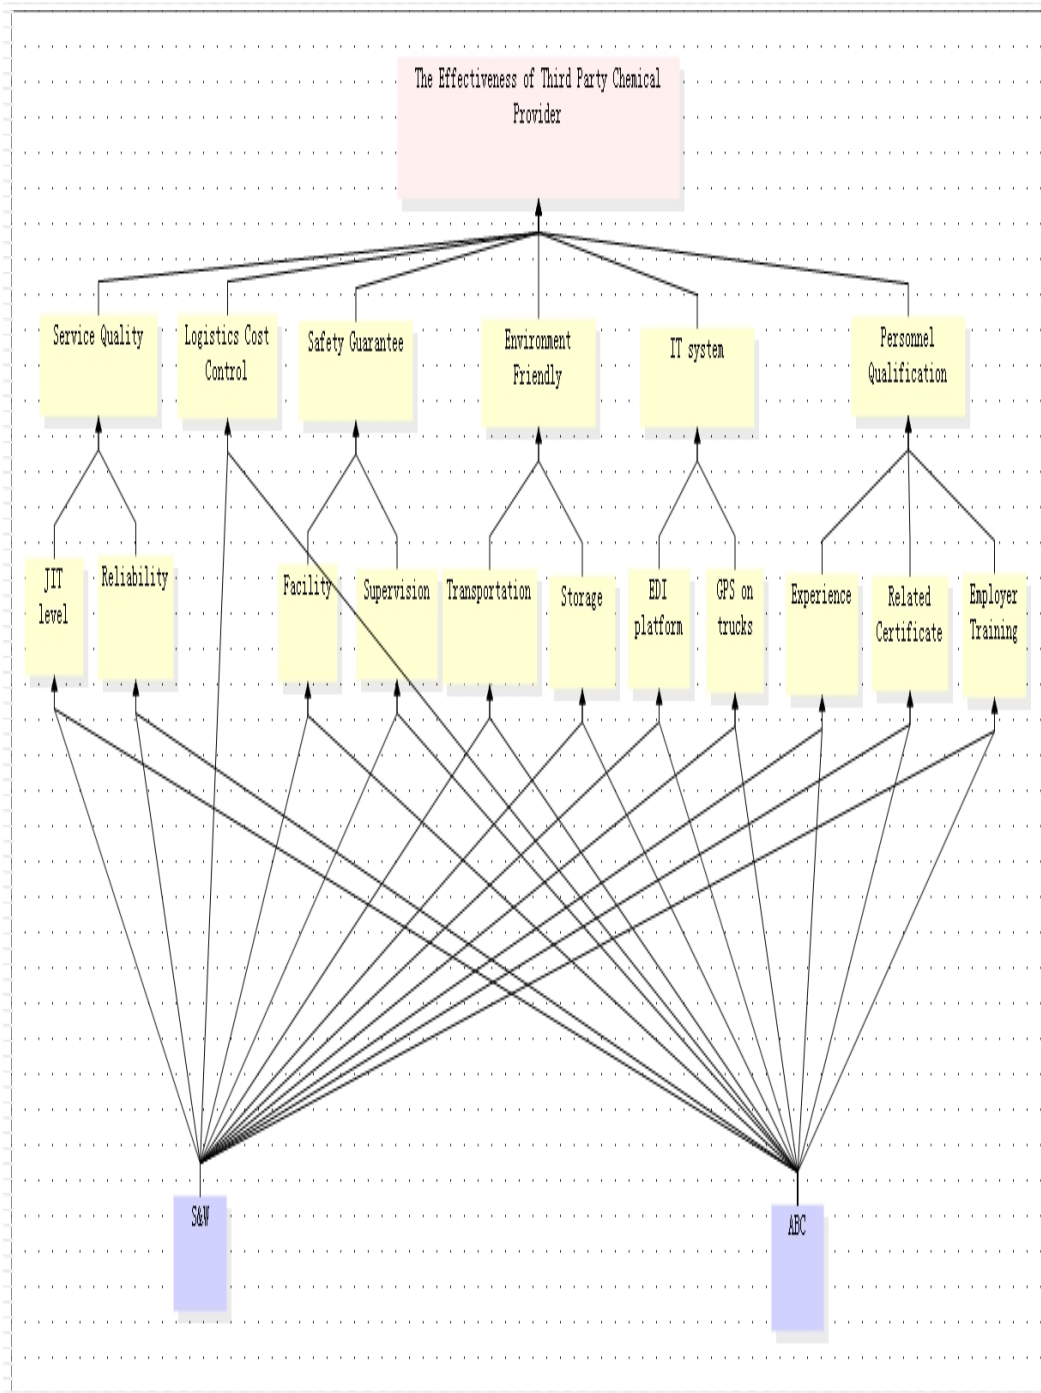 The Effectiveness of Third Party Chemical
Provider
Service Quality
Logistics Cost
Control
Safety Guarantee
Environment
Friendly
IT system
Personnel
Qualification
JIT
level
Reliability
Facility
Supervision
Transportation
Storage
EDI
platform
GPS on
trucks
Experience
Related
Certificate
Employer
Training
S&W
ABC